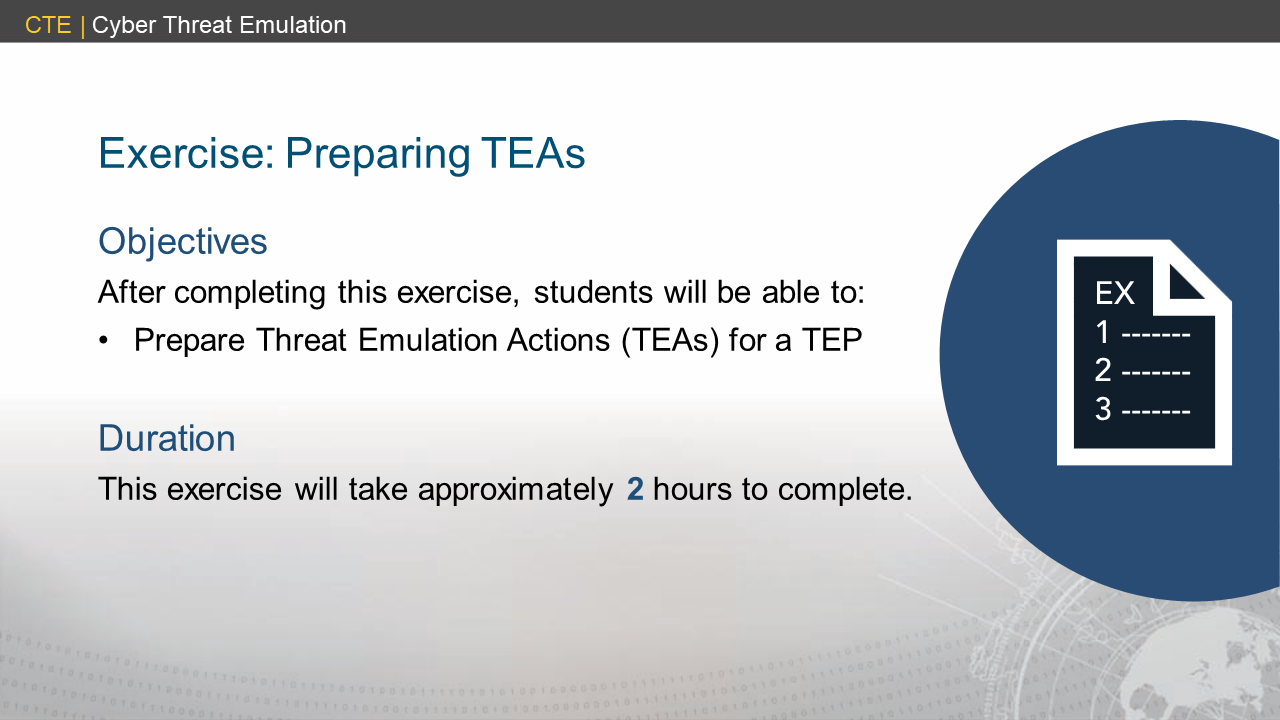 CTE | Cyber Threat Emulation
Exercise: Preparing TEAs
Objectives
After completing this exercise, students will be able to:
• Prepare Threat Emulation Actions (TEAs) for a TEP
Duration
This exercise will take approximately 2 hours to complete.
EX
1 -------
2 -------
3 -------